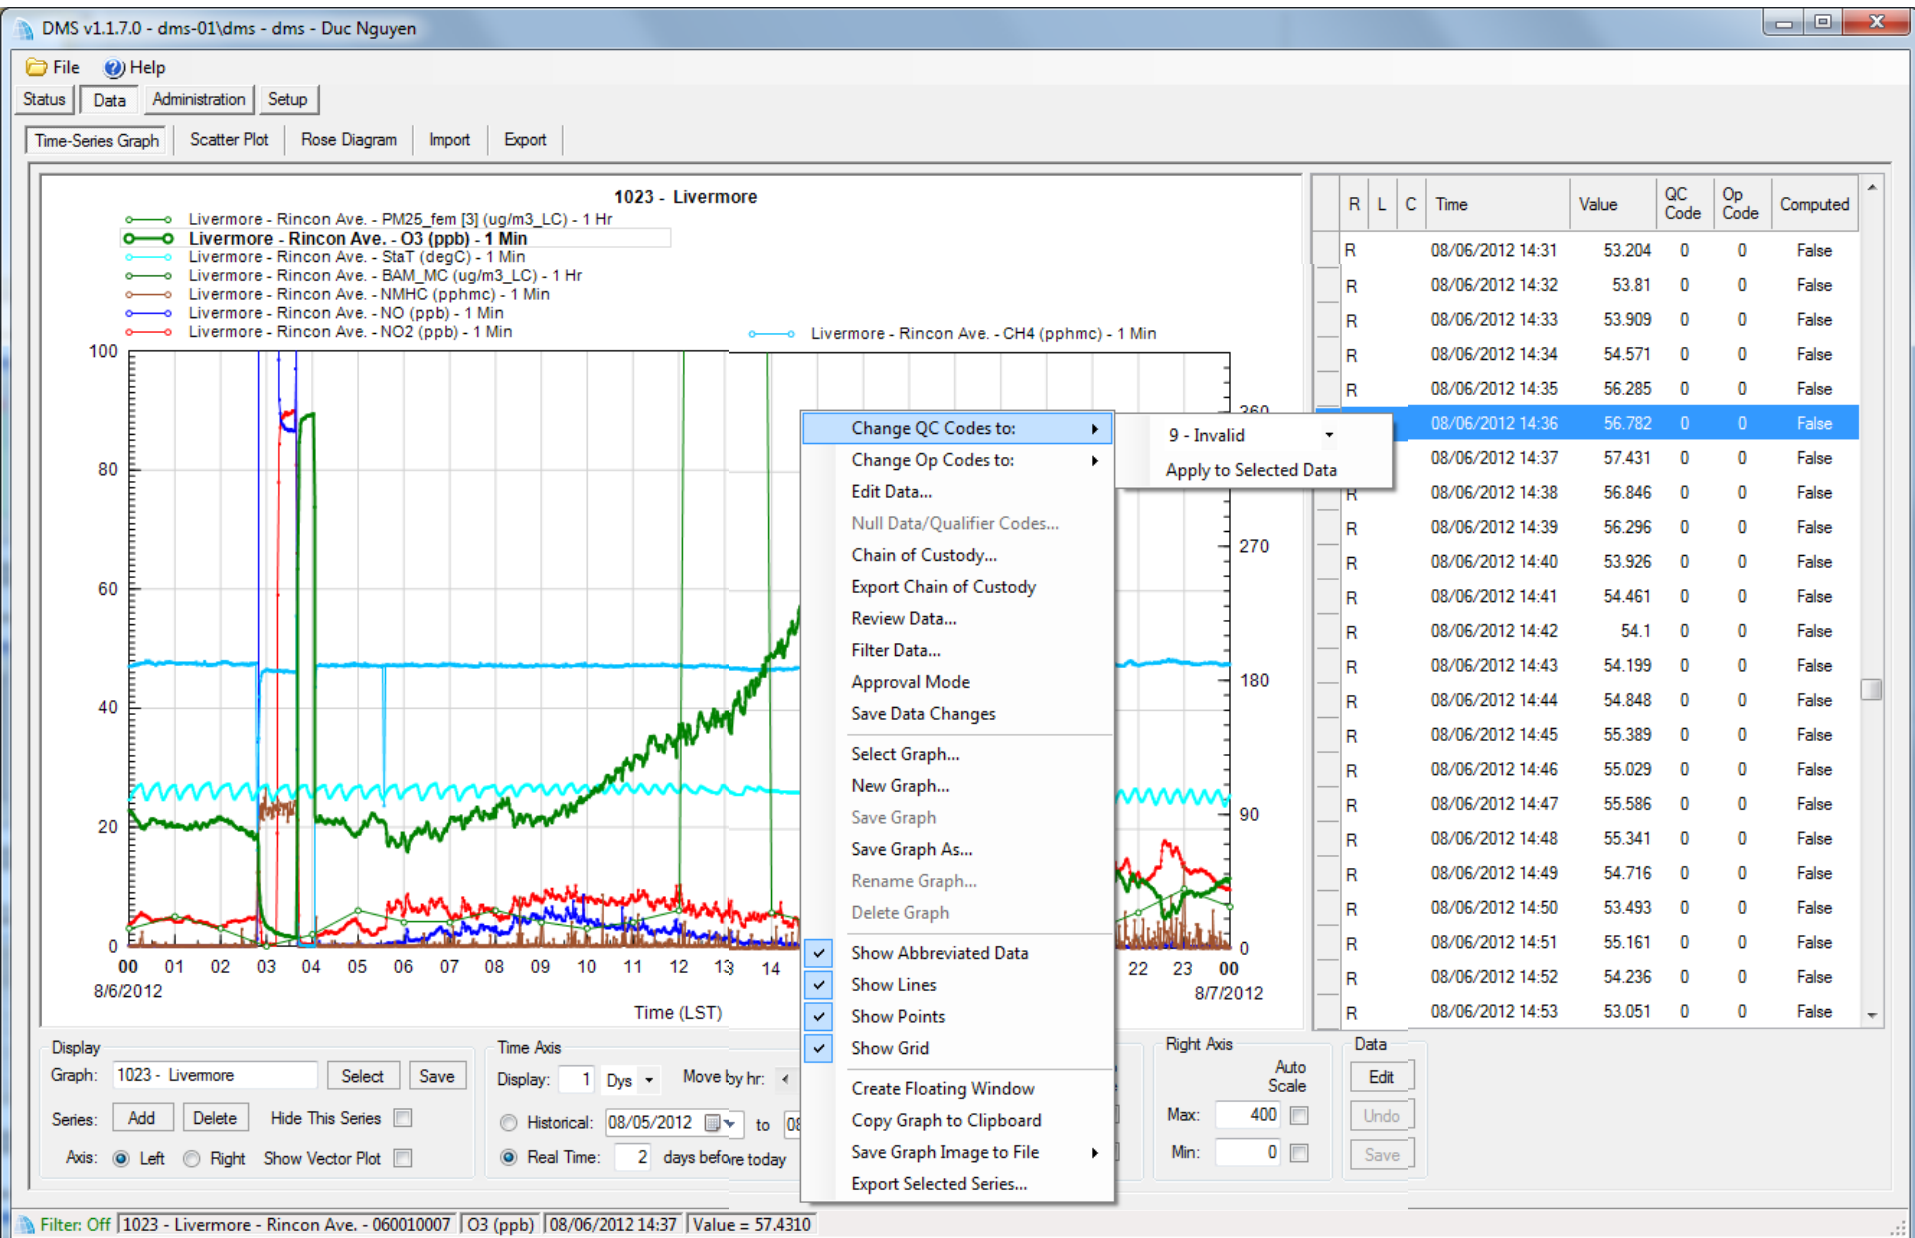 DMS v1.1.7.0 - dms-01\dms - dms - Duc Nguyen
File Help
Status Data Administration Setup
Time-Series Graph Scatter Plot Rose Diagram Import Export
1023 - Livermore
Livermore - Rincon Ave. - PM25_fem [3] (ug/m3_LC) - 1 Hr
Livermore - Rincon Ave. - O3 (ppb) - 1 Min
Livermore - Rincon Ave. - StaT (degC) - 1 Min
Livermore - Rincon Ave. - BAM_MC (ug/m3_LC) - 1 Hr
Livermore - Rincon Ave. - NMHC (pphmc) - 1 Min
Livermore - Rincon Ave. - NO (ppb) - 1 Min
Livermore - Rincon Ave. - NO2 (ppb) - 1 Min
Livermore - Rincon Ave. - CH4 (pphmc) - 1 Min
100
80
60
40
20
0
360
270
180
90
0
00 01 02 03 04 05 06 07 08 09 10 11 12 13 14 22 23 00
8/6/2012 8/7/2012
Time (LST)
Change QC Codes to:
Change Op Codes to:
Edit Data...
Null Data/Qualifier Codes...
Chain of Custody...
Export Chain of Custody
Review Data...
Filter Data...
Approval Mode
Save Data Changes
Select Graph...
New Graph...
Save Graph
Save Graph As...
Rename Graph...
Delete Graph
Show Abbreviated Data
Show Lines
Show Points
Show Grid
Create Floating Window
Copy Graph to Clipboard
Save Graph Image to File
Export Selected Series...
9 - Invalid
Apply to Selected Data
R L C Time Value QC Code Op Code Computed
R 08/06/2012 14:31 53.204 0 0 False
R 08/06/2012 14:32 53.81 0 0 False
R 08/06/2012 14:33 53.909 0 0 False
R 08/06/2012 14:34 54.571 0 0 False
R 08/06/2012 14:35 56.285 0 0 False
08/06/2012 14:36 56.782 0 0 False
08/06/2012 14:37 57.431 0 0 False
R 08/06/2012 14:38 56.846 0 0 False
R 08/06/2012 14:39 56.296 0 0 False
R 08/06/2012 14:40 53.926 0 0 False
R 08/06/2012 14:41 54.461 0 0 False
R 08/06/2012 14:42 54.1 0 0 False
R 08/06/2012 14:43 54.199 0 0 False
R 08/06/2012 14:44 54.848 0 0 False
R 08/06/2012 14:45 55.389 0 0 False
R 08/06/2012 14:46 55.029 0 0 False
R 08/06/2012 14:47 55.586 0 0 False
R 08/06/2012 14:48 55.341 0 0 False
R 08/06/2012 14:49 54.716 0 0 False
R 08/06/2012 14:50 53.493 0 0 False
R 08/06/2012 14:51 55.161 0 0 False
R 08/06/2012 14:52 54.236 0 0 False
R 08/06/2012 14:53 53.051 0 0 False
Display
Graph: 1023 - Livermore Select Save
Series: Add Delete Hide This Series
Axis: Left Right Show Vector Plot
Time Axis
Display: 1 Dys Move by hr:
Historical: 08/05/2012 to 08
Real Time: 2 days before today
Right Axis
Auto Scale
Max: 400
Min: 0
Data
Edit
Undo
Save
Filter: Off 1023 - Livermore - Rincon Ave. - 060010007 O3 (ppb) 08/06/2012 14:37 Value = 57.4310